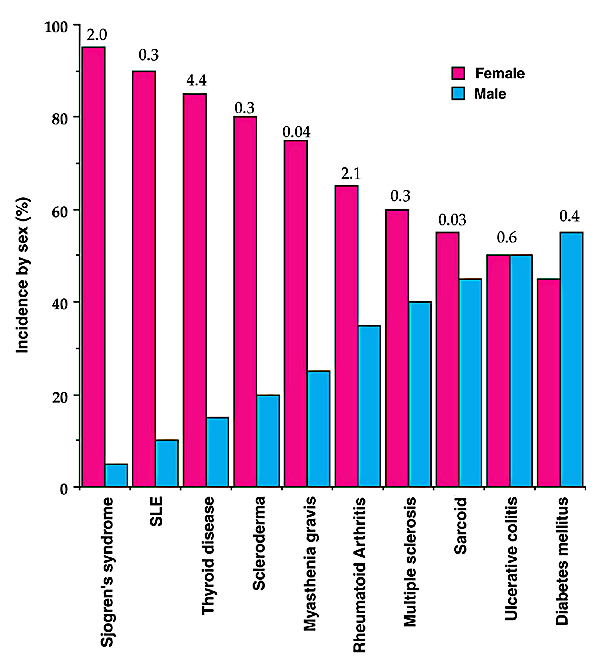 Incidence by sex (%)
100
80
60
40
20
0
2.0
0.3
4.4
0.3
0.04
2.1
0.3
0.03
0.6
0.4
Female
Male
Sjogren's syndrome
SLE
Thyroid disease
Scleroderma
Myasthenia gravis
Rheumatoid Arthritis
Multiple sclerosis
Sarcoid
Ulcerative colitis
Diabetes mellitus